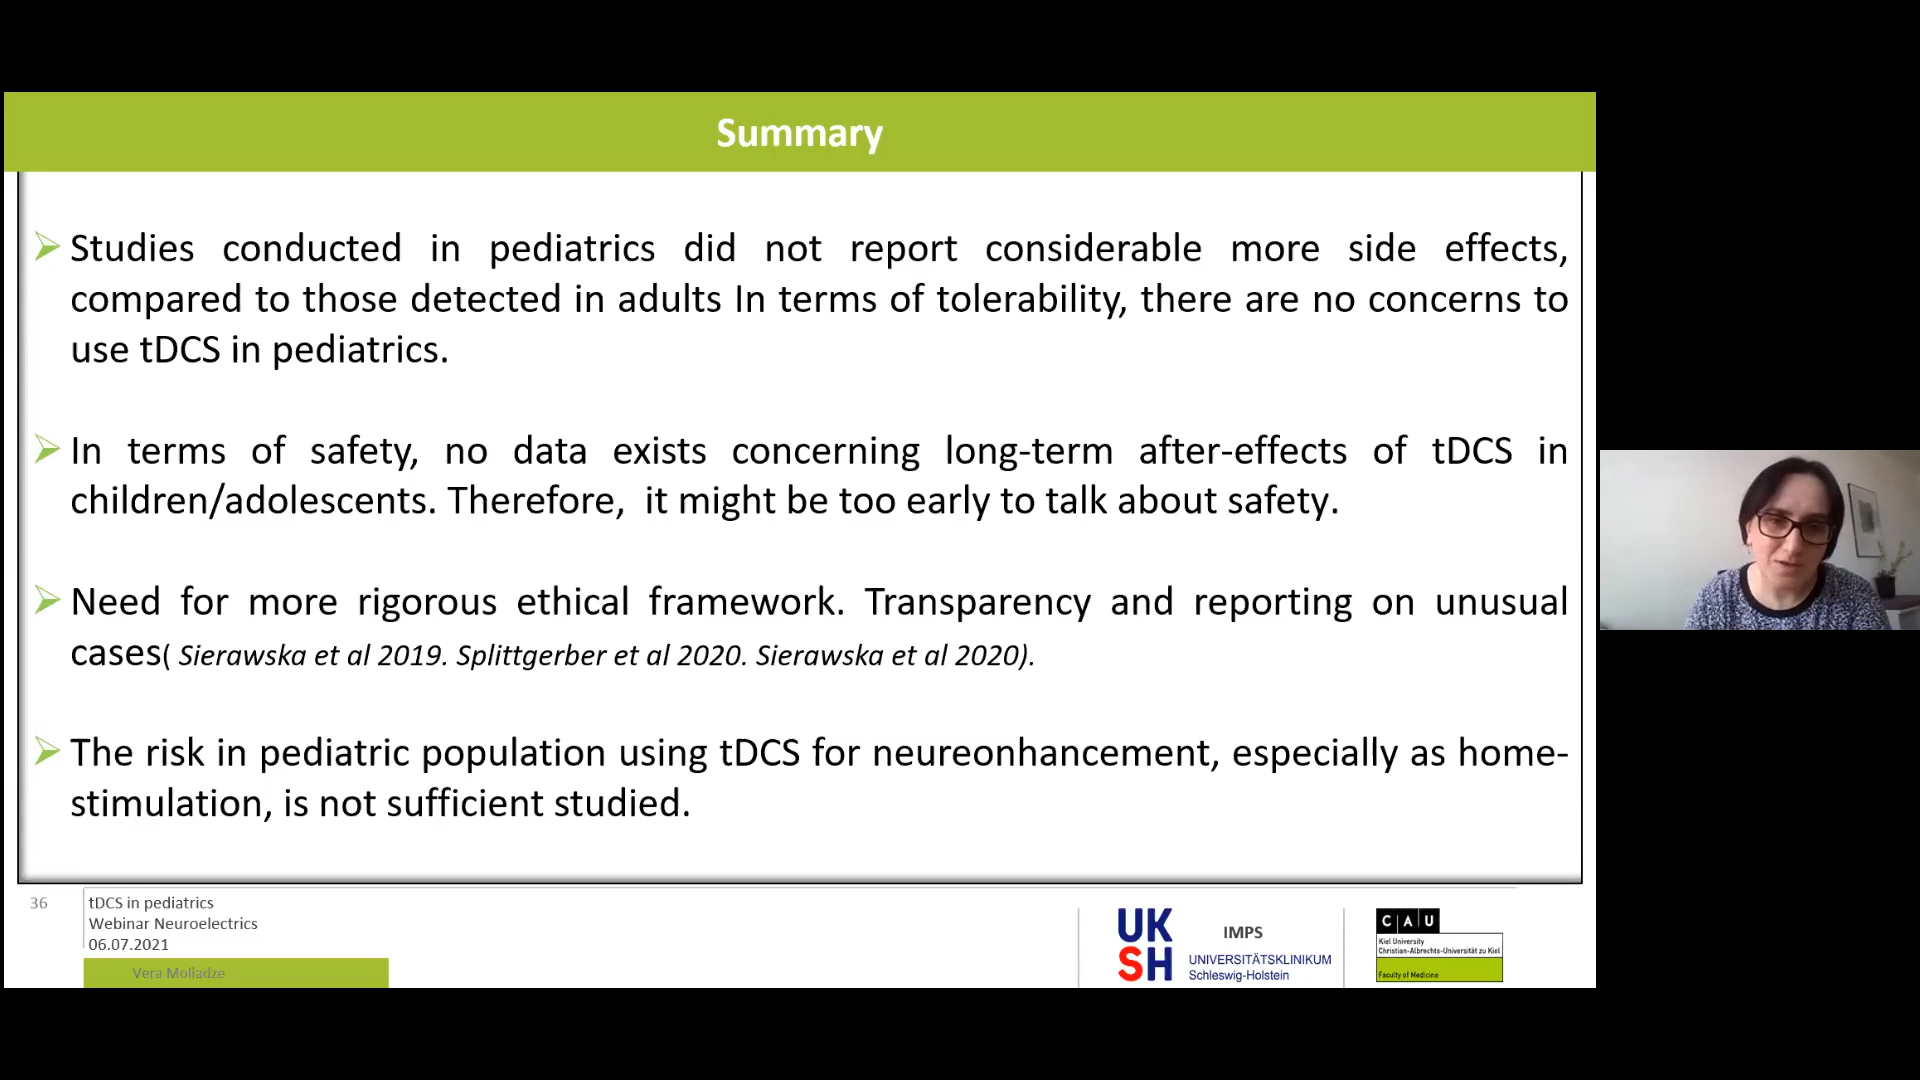 Summary
Studies conducted in pediatrics did not report considerable more side effects,
compared to those detected in adults In terms of tolerability, there are no concerns to
use tDCS in pediatrics.
In terms of safety, no data exists concerning long-term after-effects of tDCS in
children/adolescents. Therefore, it might be too early to talk about safety.
Need for more rigorous ethical framework. Transparency and reporting on unusual
cases( Sierawska et al 2019. Splittgerber et al 2020. Sierawska et al 2020).
The risk in pediatric population using tDCS for neureonhancement, especially as home-
stimulation, is not sufficient studied.
36
tDCS in pediatrics
Webinar Neuroelectrics
06.07.2021
Vera Moliadze
UK
SH
IMPS
UNIVERSITÄTSKLINIKUM
Schleswig-Holstein
C|A|U
Kiel University
Christian-Albrechts-Universität zu Kiel
Faculty of Medicine